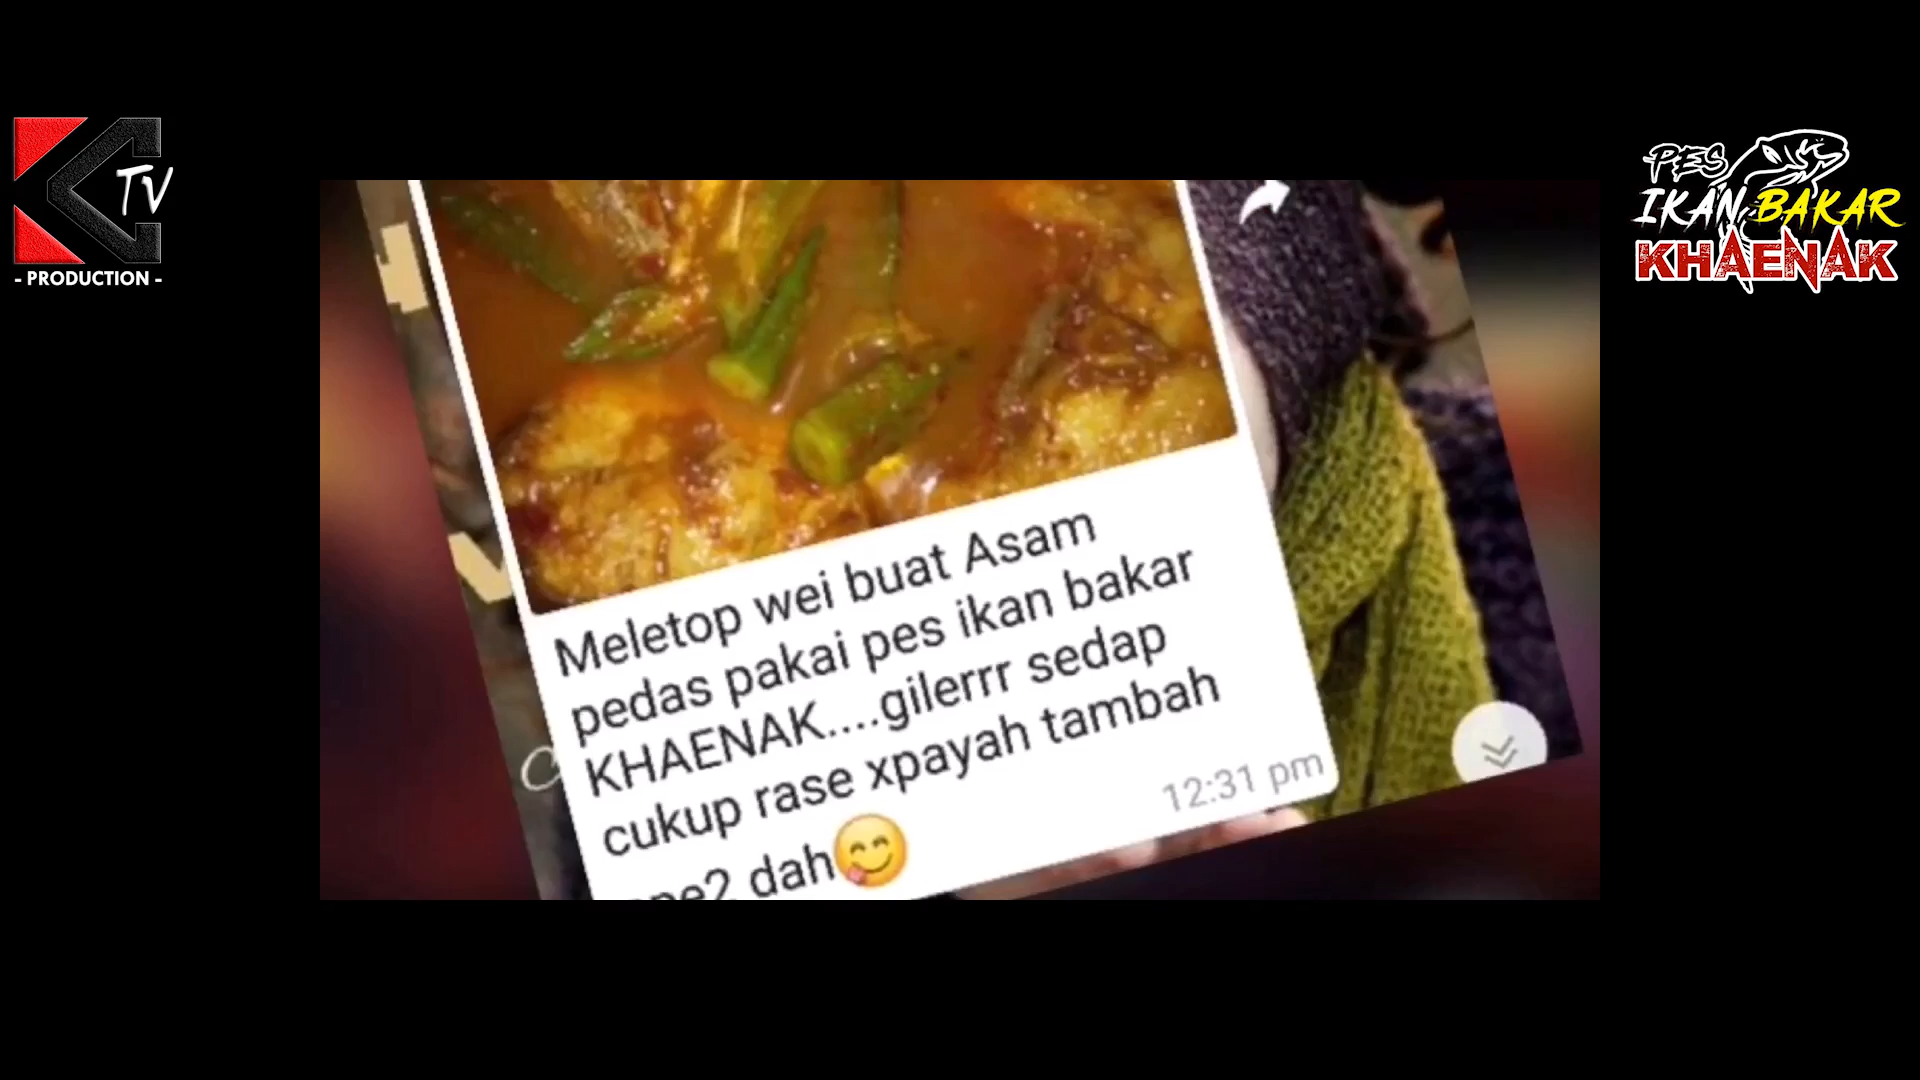 TV
- PRODUCTION -
PES
IKAN BAKAR
KHAENAK
Meletop wei buat Asam
pedas pakai pes ikan bakar
KHAENAK....gilerrr sedap
cukup rase xpayah tambah
dah😋
12:31 pm